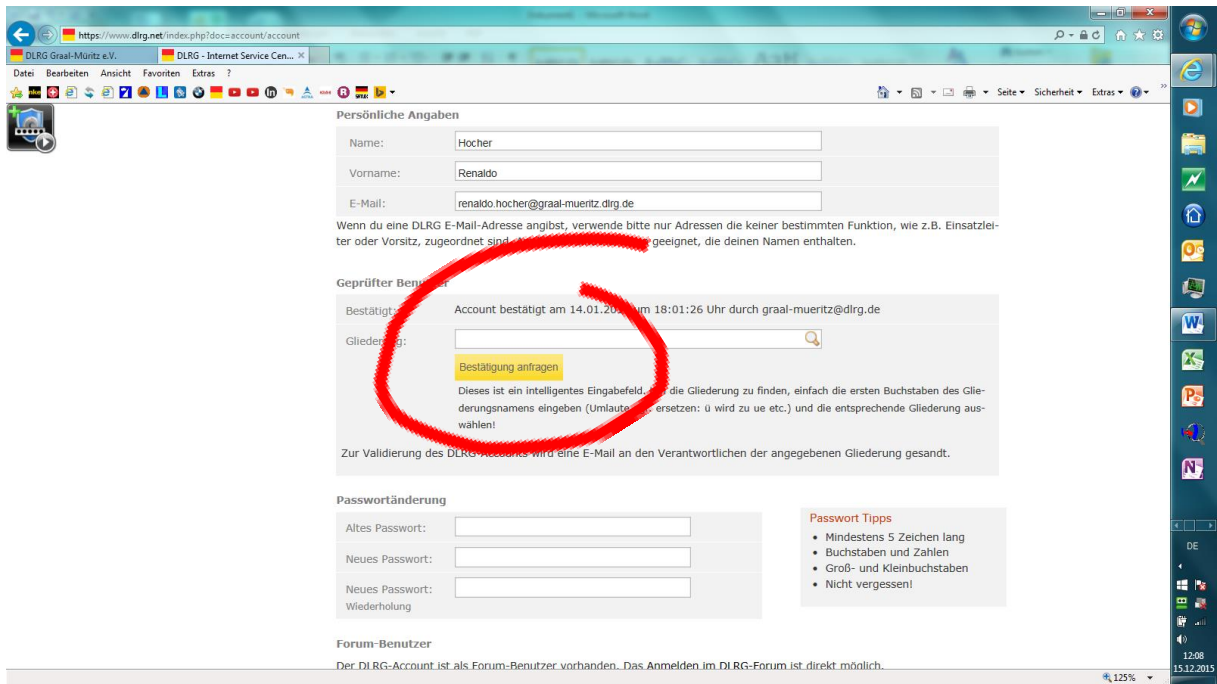 https://www.dlrg.net/index.php?doc=account/account
DLRG Graal-Müritz e.V.
DLRG - Internet Service Cen...
Datei Bearbeiten Ansicht Favoriten Extras ?
Seite Sicherheit Extras
Persönliche Angaben
Name: Hocher
Vorname: Renaldo
E-Mail: renaldo.hocher@graal-mueritz.dlrg.de
Wenn du eine DLRG E-Mail-Adresse angibst, verwende bitte nur Adressen die keiner bestimmten Funktion, wie z.B. Einsatzlei-
ter oder Vorsitz, zugeordnet sind. geeignet, die deinen Namen enthalten.
Geprüfter Benutzer
Bestätigt: Account bestätigt am 14.01.20 um 18:01:26 Uhr durch graal-mueritz@dlrg.de
Gliederung:
Bestätigung anfragen
Dieses ist ein intelligentes Eingabefeld. die Gliederung zu finden, einfach die ersten Buchstaben des Glie-
derungsnamens eingeben (Umlaute ersetzen: ü wird zu ue etc.) und die entsprechende Gliederung aus-
wählen!
Zur Validierung des DLRG-Accounts wird eine E-Mail an den Verantwortlichen der angegebenen Gliederung gesandt.
Passwortänderung
Altes Passwort:
Neues Passwort:
Neues Passwort:
Wiederholung
Passwort Tipps
• Mindestens 5 Zeichen lang
• Buchstaben und Zahlen
• Groß- und Kleinbuchstaben
• Nicht vergessen!
Forum-Benutzer
Der DLRG-Account ist als Forum-Benutzer vorhanden. Das Anmelden im DLRG-Forum ist direkt möglich.
125%
DE
12:08
15.12.2015